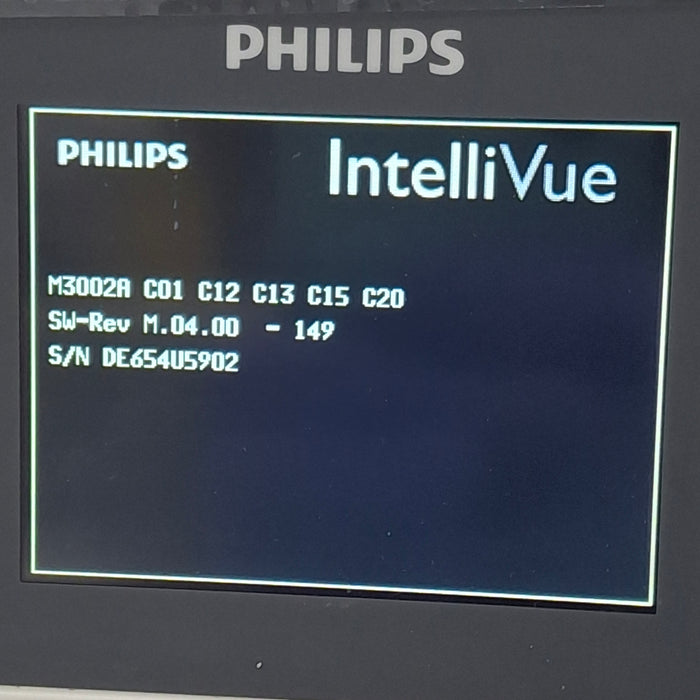 PHILIPS
PHILIPS IntelliVue
M3002A C01 C12 C13 C15 C20
SW-Rev M.04.00 - 149
S/N DE654U5902